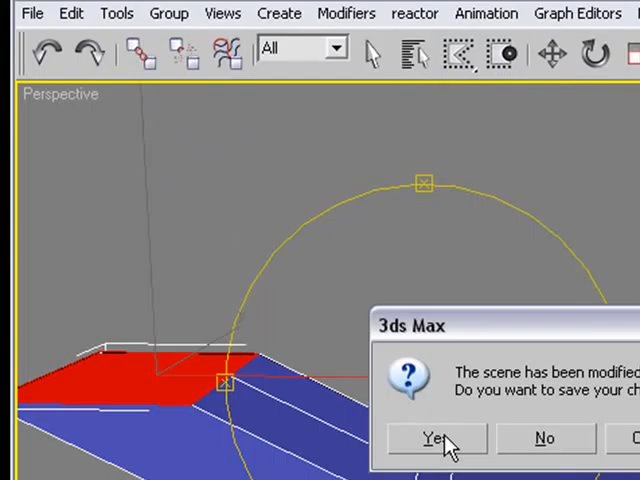 File Edit Tools Group Views Create Modifiers reactor Animation Graph Editors
All
Perspective
3ds Max
The scene has been modified
Do you want to save your ch
Yes No